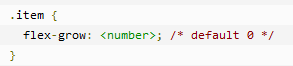 .item {
  flex-grow: <number>; /* default 0 */
}